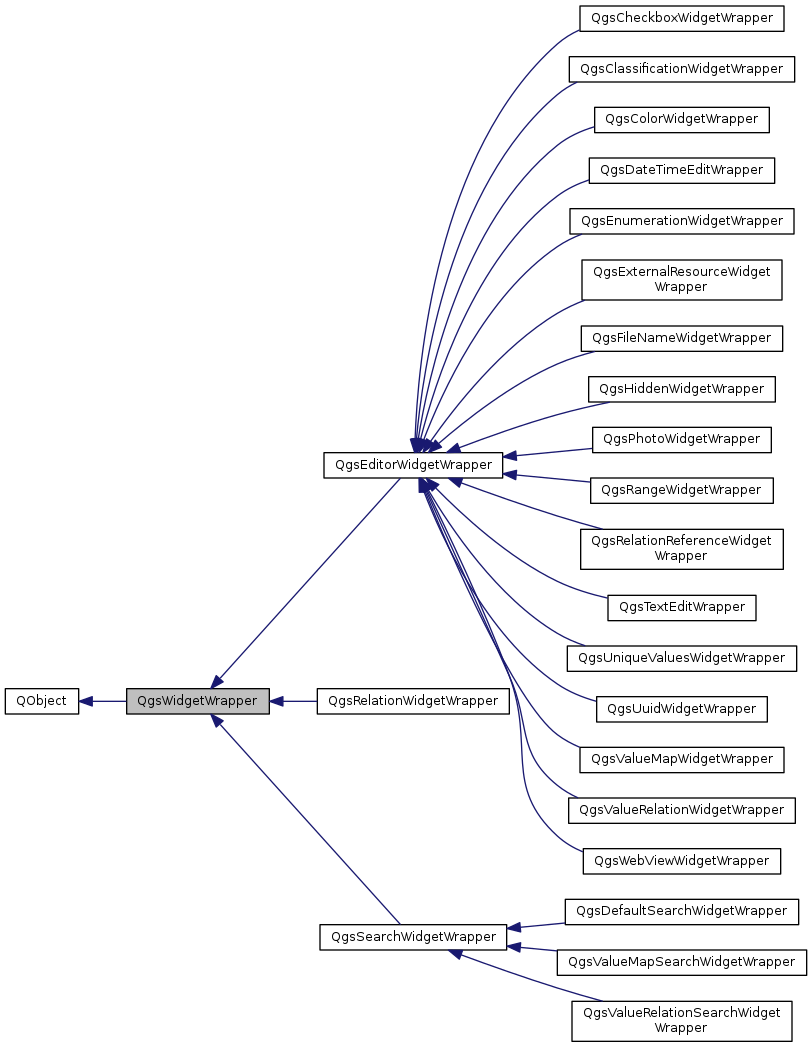 QgsCheckboxWidgetWrapper
QgsClassificationWidgetWrapper
QgsColorWidgetWrapper
QgsDateTimeEditWrapper
QgsEnumerationWidgetWrapper
QgsExternalResourceWidget
Wrapper
QgsFileNameWidgetWrapper
QgsHiddenWidgetWrapper
QgsPhotoWidgetWrapper
QgsEditorWidgetWrapper
QgsRangeWidgetWrapper
QgsRelationReferenceWidget
Wrapper
QgsTextEditWrapper
QgsUniqueValuesWidgetWrapper
QObject
QgsWidgetWrapper
QgsRelationWidgetWrapper
QgsUuidWidgetWrapper
QgsValueMapWidgetWrapper
QgsValueRelationWidgetWrapper
QgsWebViewWidgetWrapper
QgsDefaultSearchWidgetWrapper
QgsSearchWidgetWrapper
QgsValueMapSearchWidgetWrapper
QgsValueRelationSearchWidget
Wrapper